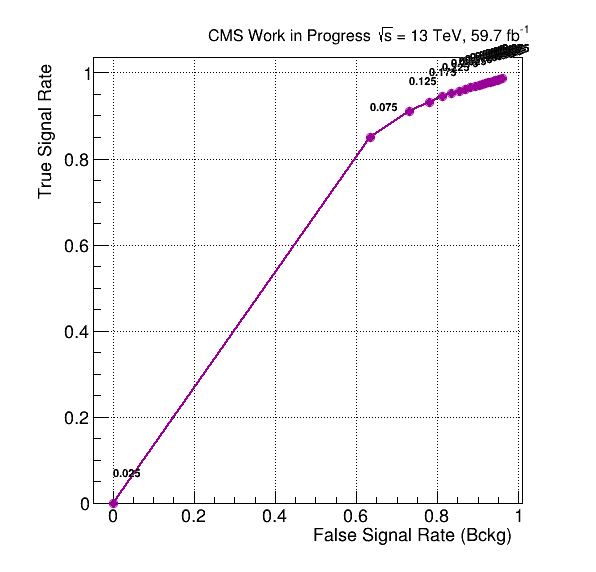 CMS Work in Progress √s = 13 TeV, 59.7 fb⁻¹
True Signal Rate
1
0.8
0.6
0.4
0.2
0
0.175
0.125
0.075
0.025
0 0.2 0.4 0.6 0.8 1
False Signal Rate (Bckg)